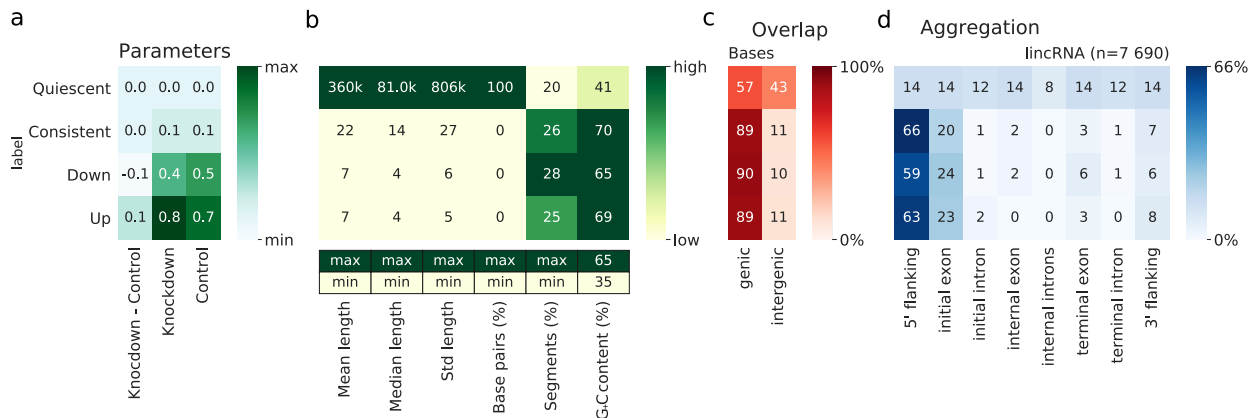 a
Parameters
label
Quiescent 0.0 0.0 0.0
Consistent 0.0 0.1 0.1
Down -0.1 0.4 0.5
Up 0.1 0.8 0.7
max
min
Knocdown - Control
Knockdown
Control
b
360k 81.0k 806k 100 20 41
22 14 27 0 26 70
7 4 6 0 28 65
7 4 5 0 25 69
high
low
max max max max max 65
min min min min min 35
Mean length
Median length
Std length
Base pairs (%)
Segments (%)
G+C content (%)
c
Overlap
Bases
57 43
89 11
90 10
89 11
100%
0%
genic
intergenic
d
Aggregation
lincRNA (n=7 690)
14 14 12 14 8 14 12 14
66 20 1 2 0 3 1 7
59 24 1 2 0 6 1 6
63 23 2 0 0 3 0 8
66%
0%
5' flanking
initial exon
initial intron
internal exon
internal introns
terminal exon
terminal intron
3' flanking